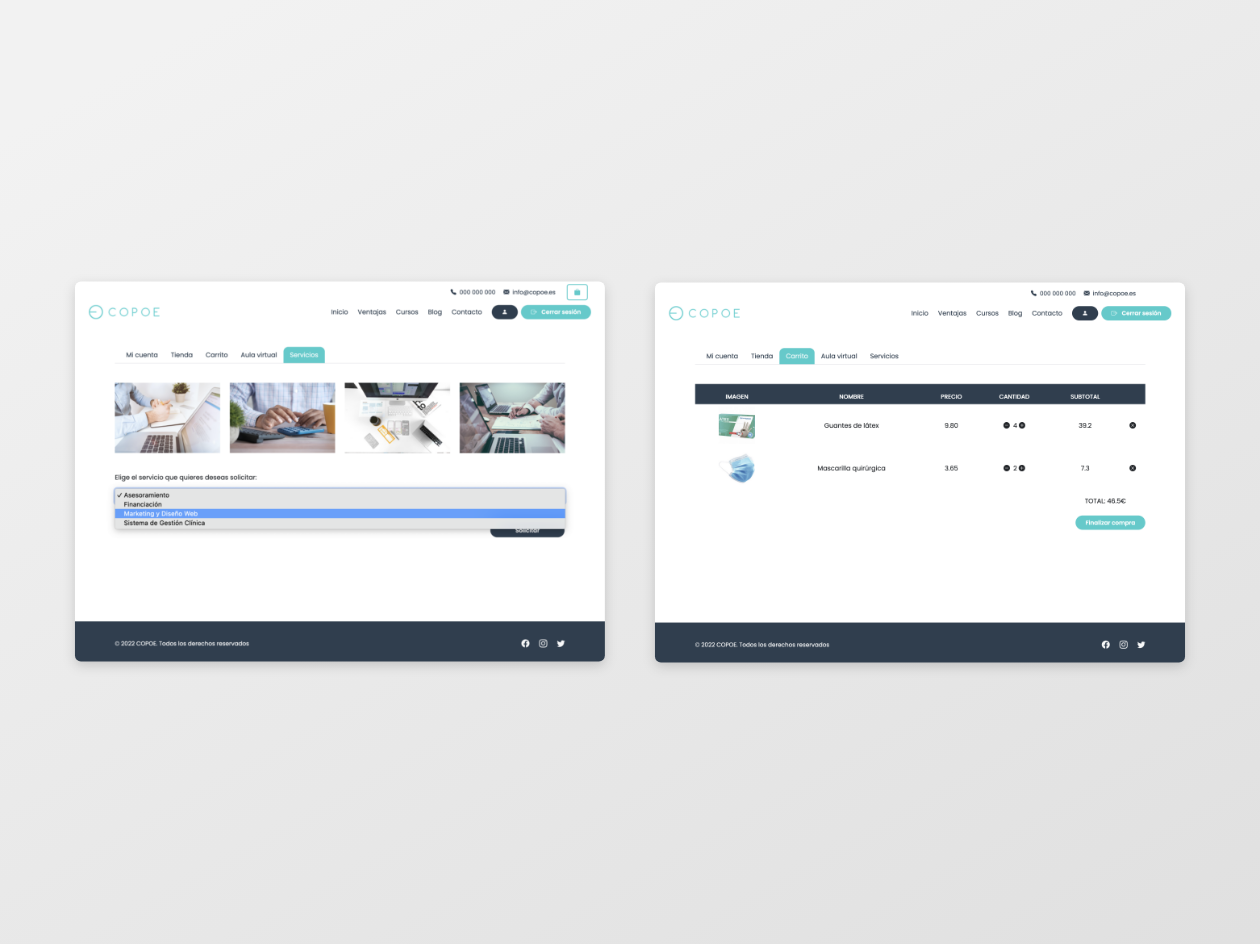 000 000 000 info@copoe.es
COPOE
Inicio Ventajas Cursos Blog Contacto Cerrar sesión
Mi cuenta Tienda Carrito Aula virtual Servicios
Elige el servicio que quieres deseas solicitar:
✓ Asesoramiento
Financiación
Marketing y Diseño Web
Sistema de Gestión Clínica
Solicitar
© 2022 COPOE. Todos los derechos reservados
000 000 000 info@copoe.es
COPOE
Inicio Ventajas Cursos Blog Contacto Cerrar sesión
Mi cuenta Tienda Carrito Aula virtual Servicios
IMAGEN NOMBRE PRECIO CANTIDAD SUBTOTAL
Guantes de látex 9.80 4 39.2
Mascarilla quirúrgica 3.65 2 7.3
TOTAL: 46.5€
Finalizar compra
© 2022 COPOE. Todos los derechos reservados